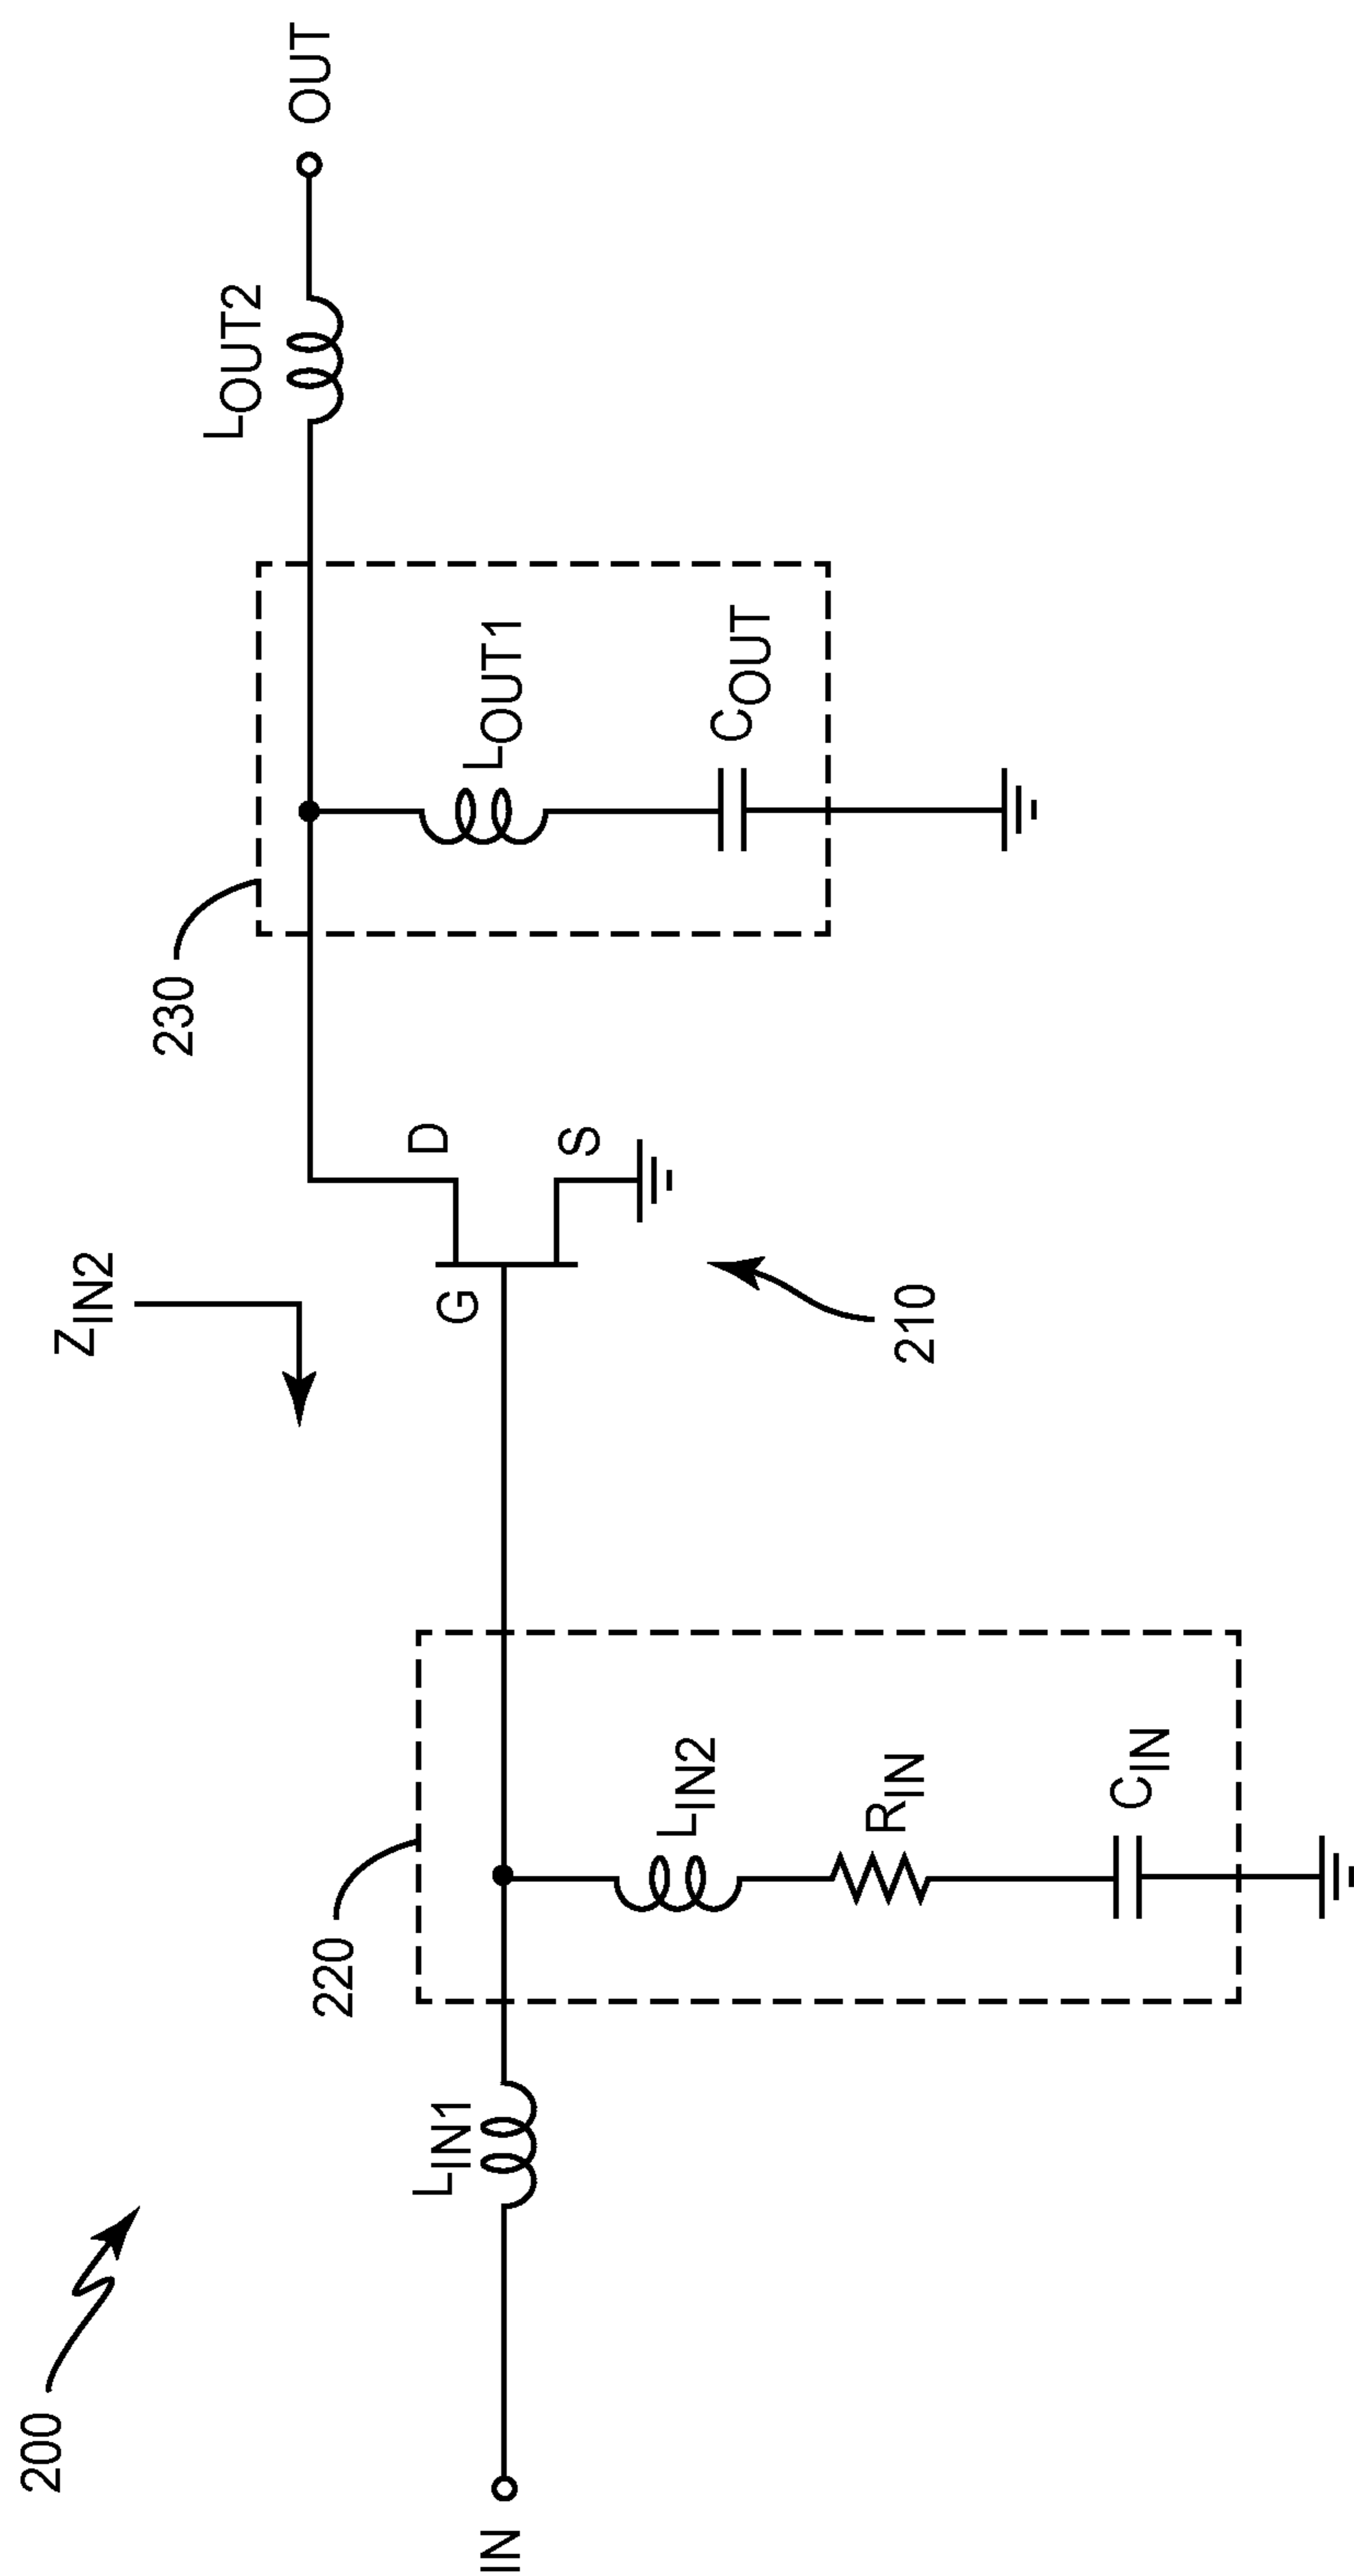 200
IN
LIN1
220
LIN2
RIN
CIN
ZIN2
G
D
S
210
230
LOUT1
COUT
LOUT2
OUT